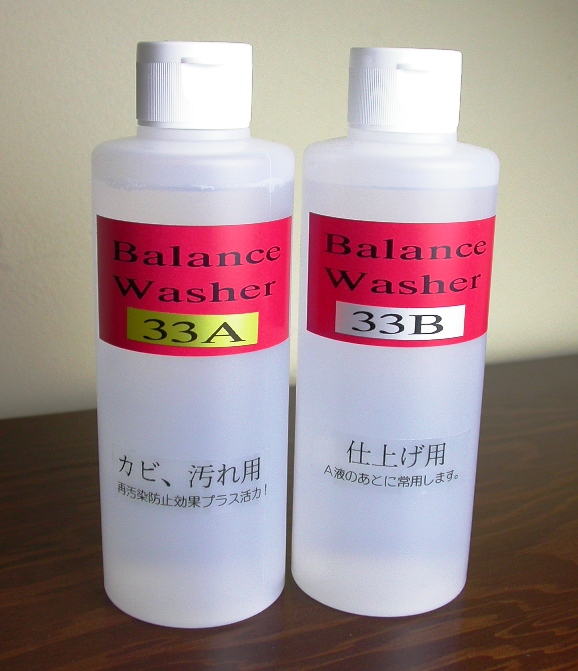 Balance
Washer
33A
カビ、汚れ用
再汚染防止効果プラス活力!
Balance
Washer
33B
仕上げ用
A液のあとに常用します。